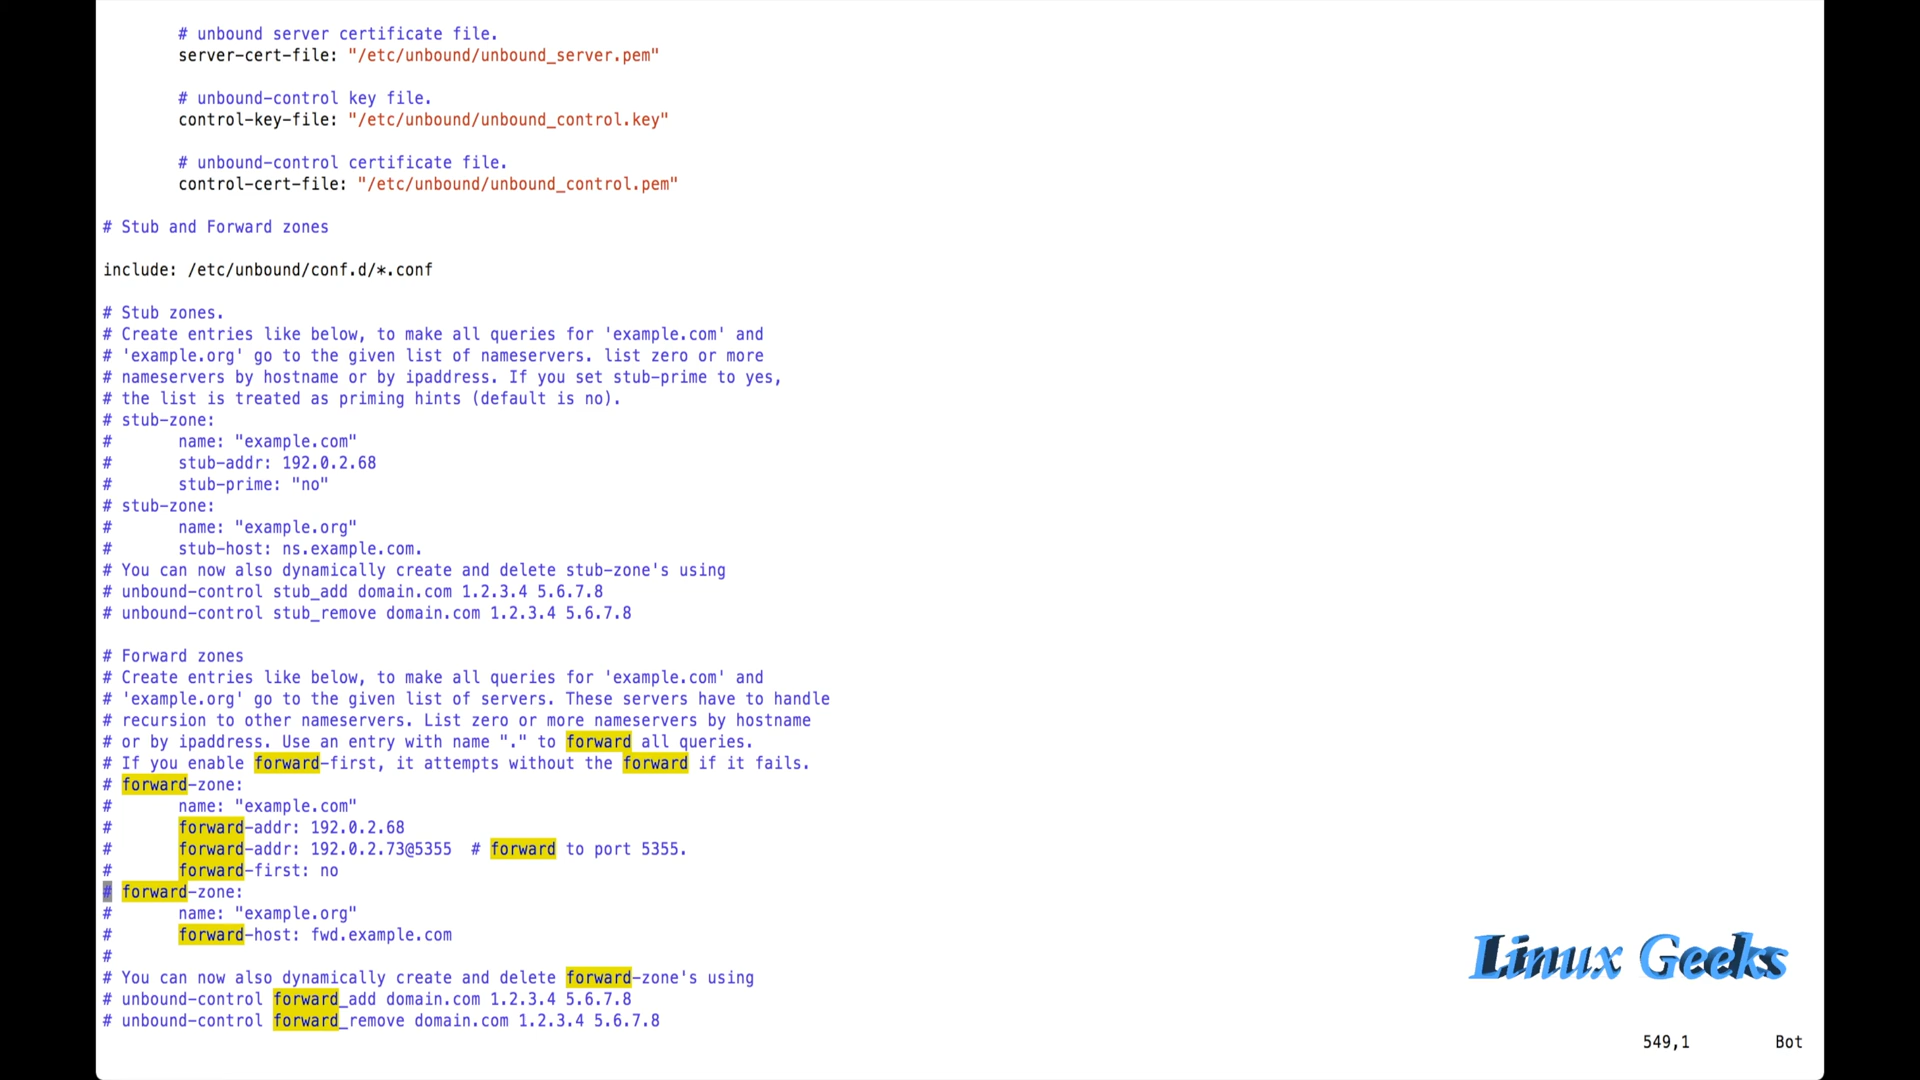 # unbound server certificate file.
server-cert-file: "/etc/unbound/unbound_server.pem"
# unbound-control key file.
control-key-file: "/etc/unbound/unbound_control.key"
# unbound-control certificate file.
control-cert-file: "/etc/unbound/unbound_control.pem"
# Stub and Forward zones
include: /etc/unbound/conf.d/*.conf
# Stub zones.
# Create entries like below, to make all queries for 'example.com' and
# 'example.org' go to the given list of nameservers. list zero or more
# nameservers by hostname or by ipaddress. If you set stub-prime to yes,
# the list is treated as priming hints (default is no).
# stub-zone:
#       name: "example.com"
#       stub-addr: 192.0.2.68
#       stub-prime: "no"
# stub-zone:
#       name: "example.org"
#       stub-host: ns.example.com.
# You can now also dynamically create and delete stub-zone's using
# unbound-control stub_add domain.com 1.2.3.4 5.6.7.8
# unbound-control stub_remove domain.com 1.2.3.4 5.6.7.8
# Forward zones
# Create entries like below, to make all queries for 'example.com' and
# 'example.org' go to the given list of servers. These servers have to handle
# recursion to other nameservers. List zero or more nameservers by hostname
# or by ipaddress. Use an entry with name "." to forward all queries.
# If you enable forward-first, it attempts without the forward if it fails.
# forward-zone:
#       name: "example.com"
#       forward-addr: 192.0.2.68
#       forward-addr: 192.0.2.73@5355  # forward to port 5355.
#       forward-first: no
# forward-zone:
#       name: "example.org"
#       forward-host: fwd.example.com
#
# You can now also dynamically create and delete forward-zone's using
# unbound-control forward_add domain.com 1.2.3.4 5.6.7.8
# unbound-control forward_remove domain.com 1.2.3.4 5.6.7.8
Linux Geeks
549,1 Bot